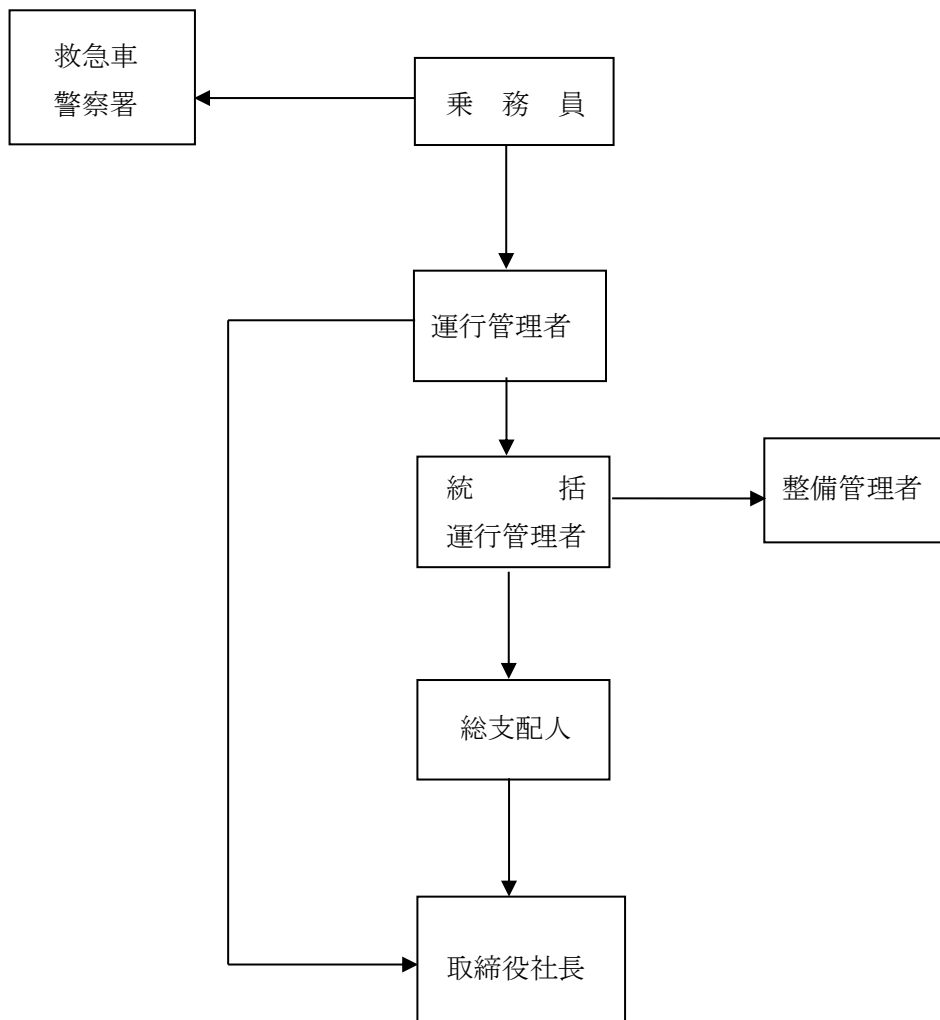 救急車
警察署
乗　務　員
運行管理者
統　　　括
運行管理者
整備管理者
総支配人
取締役社長